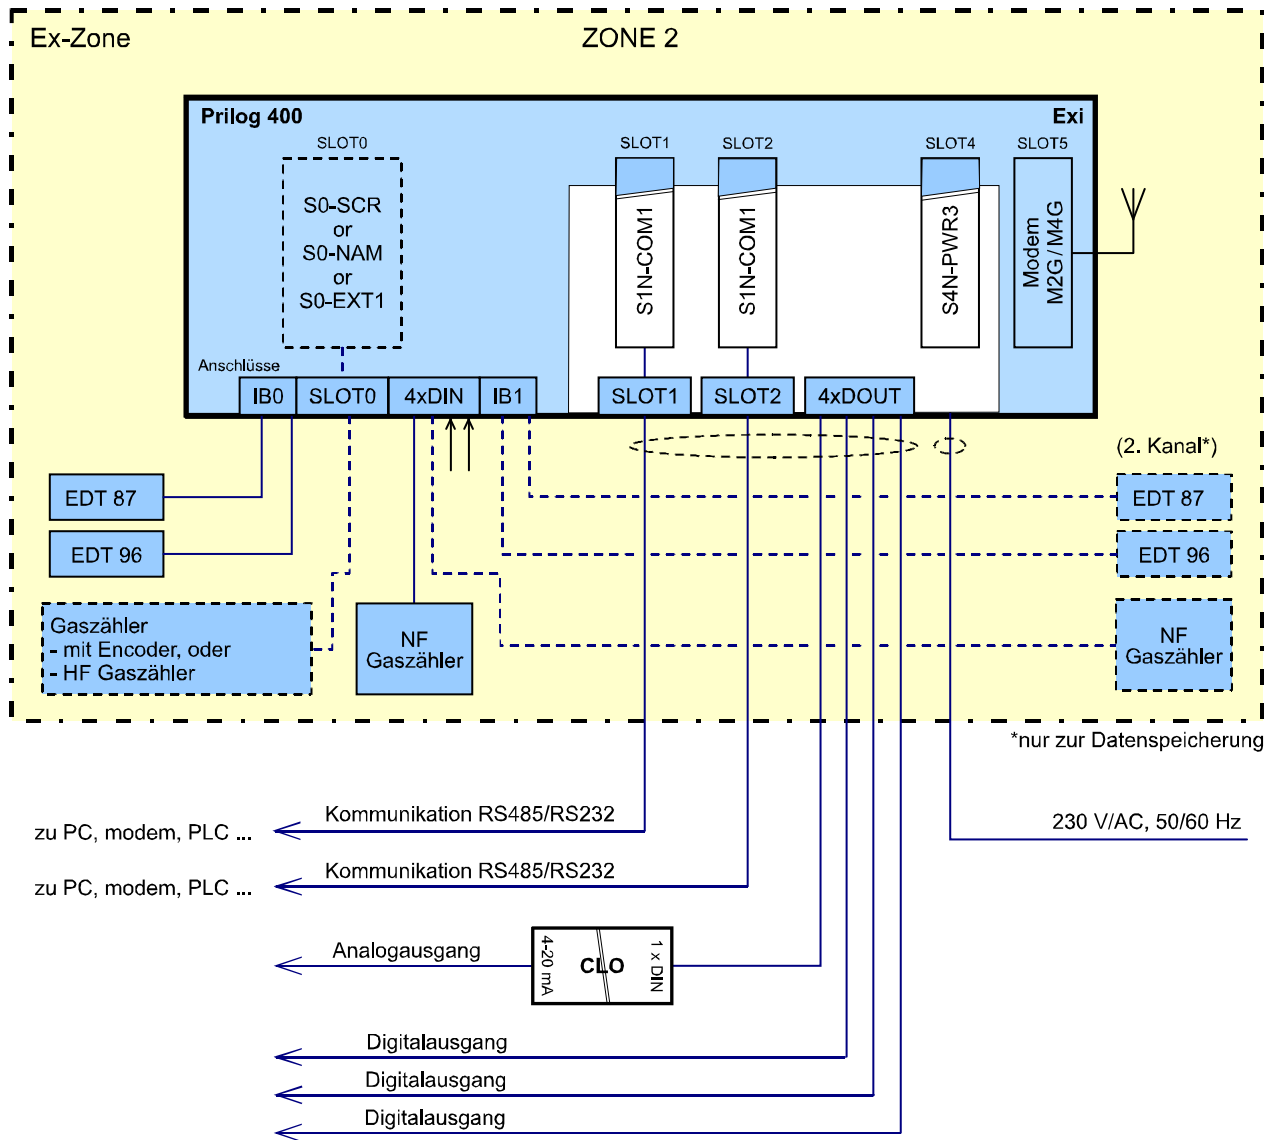 Ex-Zone
ZONE 2
Prilog 400
Exi
SLOT0
SLOT1
SLOT2
SLOT4
SLOT5
S0-SCR
or
S0-NAM
or
S0-EXT1
S1N-COM1
S1N-COM1
S4N-PWR3
Modem
M2G/M4G
Anschlüsse
IB0
SLOT0
4xDIN
IB1
SLOT1
SLOT2
4xDOUT
EDT 87
EDT 96
(2. Kanal*)
EDT 87
EDT 96
Gaszähler
- mit Encoder, oder
- HF Gaszähler
NF
Gaszähler
NF
Gaszähler
*nur zur Datenspeicherung
zu PC, modem, PLC ...
Kommunikation RS485/RS232
230 V/AC, 50/60 Hz
zu PC, modem, PLC ...
Kommunikation RS485/RS232
Analogausgang
4-20 mA
CLO
1 x DIN
Digitalausgang
Digitalausgang
Digitalausgang